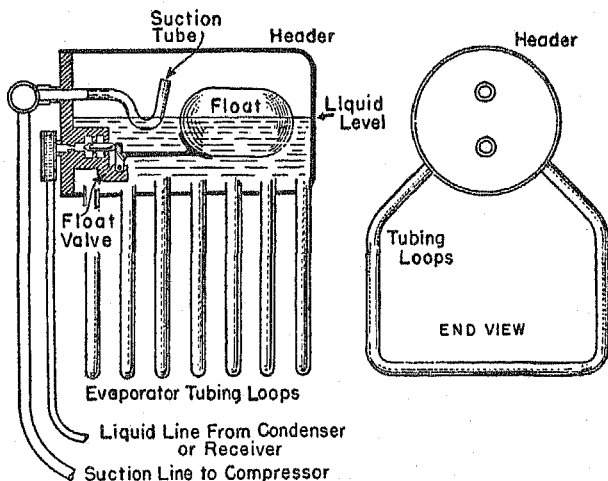 Suction
Tube
Header
Float
Liquid
Level
Float
Valve
Evaporator Tubing Loops
Liquid Line From Condenser
or Receiver
Suction Line to Compressor
Header
Tubing
Loops
END VIEW